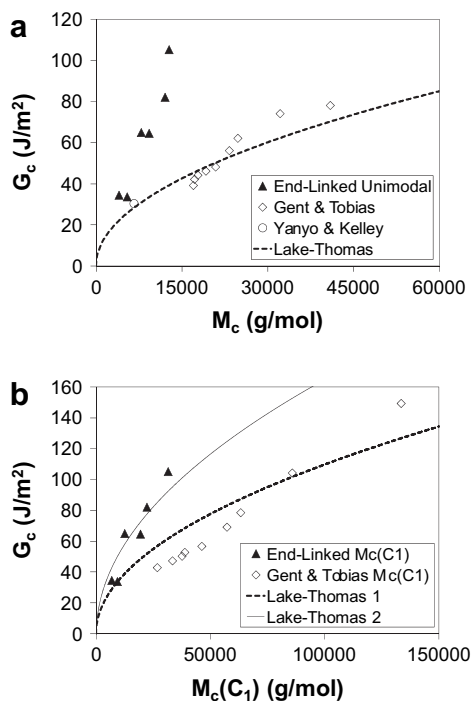 a
120
100
80
60
40
20
0
G_c (J/m²)
▲ End-Linked Unimodal
◇ Gent & Tobias
○ Yanyo & Kelley
Lake-Thomas
0 15000 30000 45000 60000
M_c (g/mol)
b
160
140
120
100
80
60
40
20
0
G_c (J/m²)
▲ End-Linked Mc(C1)
◇ Gent & Tobias Mc(C1)
Lake-Thomas 1
Lake-Thomas 2
0 50000 100000 150000
M_c(C₁) (g/mol)